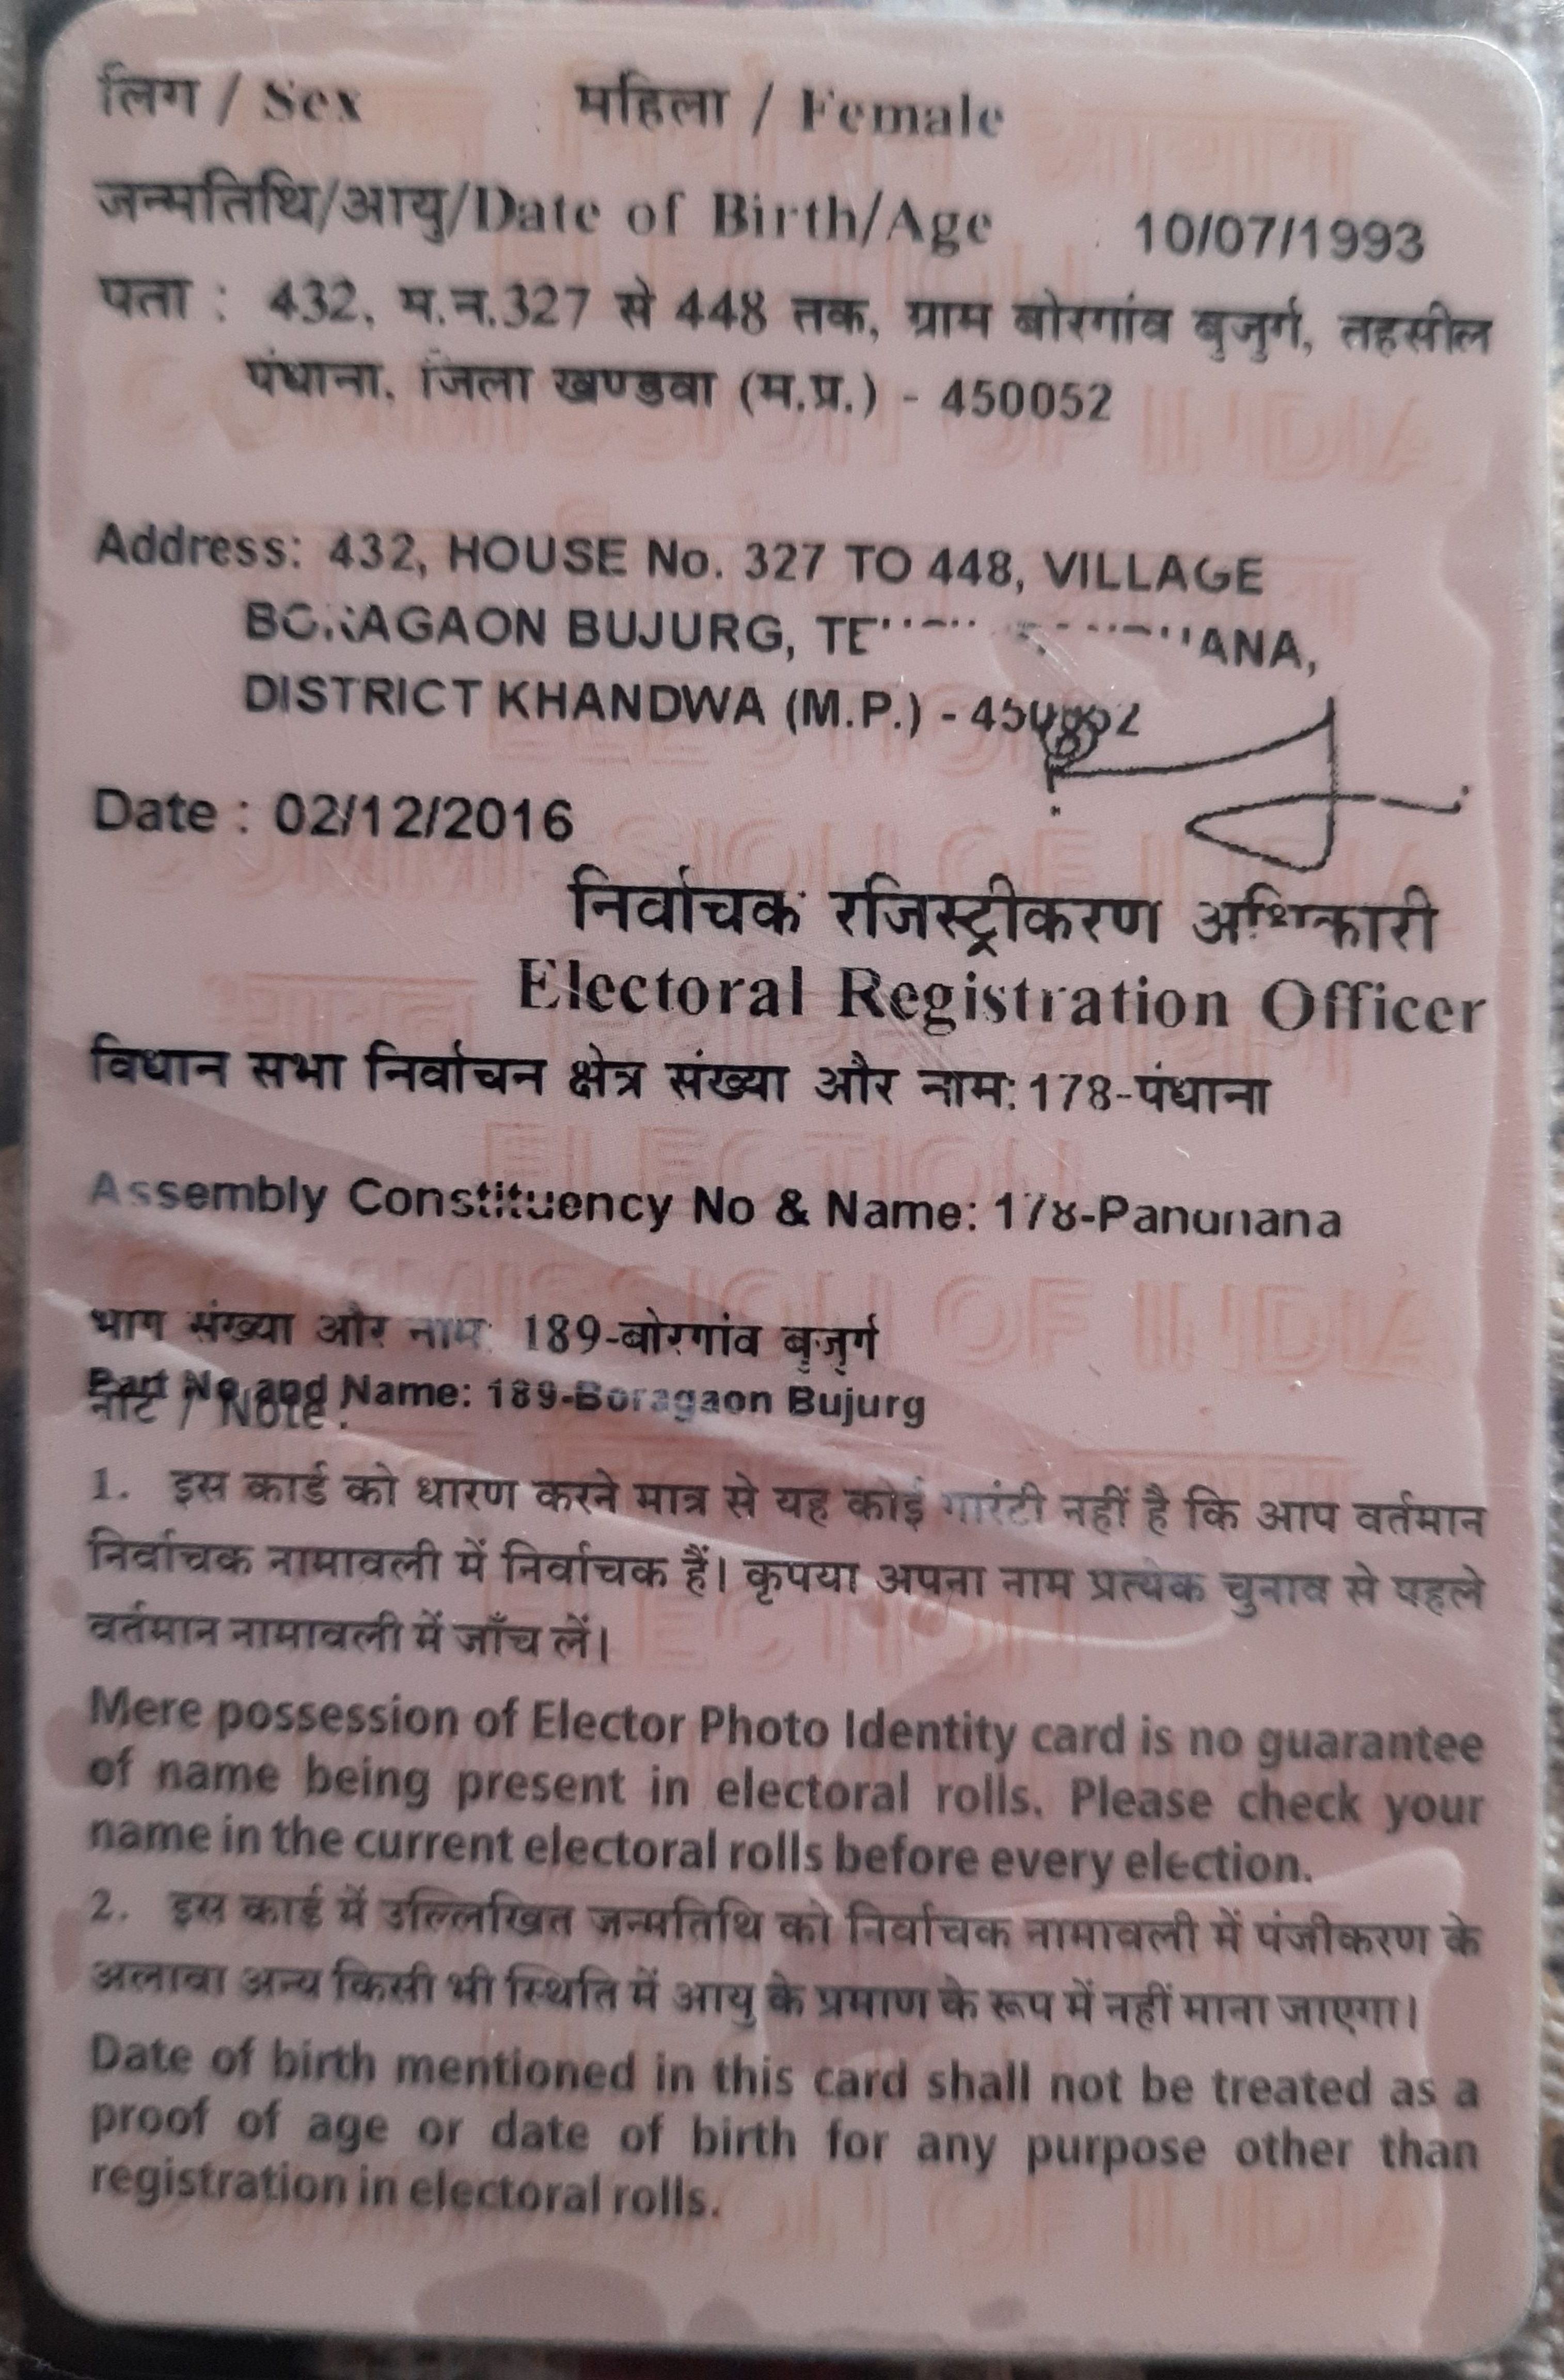 लिंग / Sex महिला / Female
जन्मतिथि/आयु/Date of Birth/Age 10/07/1993
पता : 432, म.न.327 से 448 तक, ग्राम बोरगांव बुजुर्ग, तहसील
पंधाना, जिला खण्डवा (म.प्र.) - 450052
Address: 432, HOUSE No. 327 TO 448, VILLAGE
BORAGAON BUJURG,
DISTRICT KHANDWA (M.P.) - 450052
Date : 02/12/2016
निर्वाचक रजिस्ट्रीकरण अधिकारी
Electoral Registration Officer
विधान सभा निर्वाचन क्षेत्र संख्या और नाम: 178-पंधाना
Assembly Constituency No & Name: 178-Pandhana
भाग संख्या और नाम: 189-बोरगांव बुजुर्ग
Part No and Name: 189-Boragaon Bujurg
नोट / Note :
1. इस कार्ड को धारण करने मात्र से यह कोई गारंटी नहीं है कि आप वर्तमान
निर्वाचक नामावली में निर्वाचक हैं। कृपया अपना नाम प्रत्येक चुनाव से पहले
वर्तमान नामावली में जाँच लें।
Mere possession of Elector Photo Identity card is no guarantee
of name being present in electoral rolls. Please check your
name in the current electoral rolls before every election.
2. इस कार्ड में उल्लिखित जन्मतिथि को निर्वाचक नामावली में पंजीकरण के
अलावा अन्य किसी भी स्थिति में आयु के प्रमाण के रूप में नहीं माना जाएगा।
Date of birth mentioned in this card shall not be treated as a
proof of age or date of birth for any purpose other than
registration in electoral rolls.